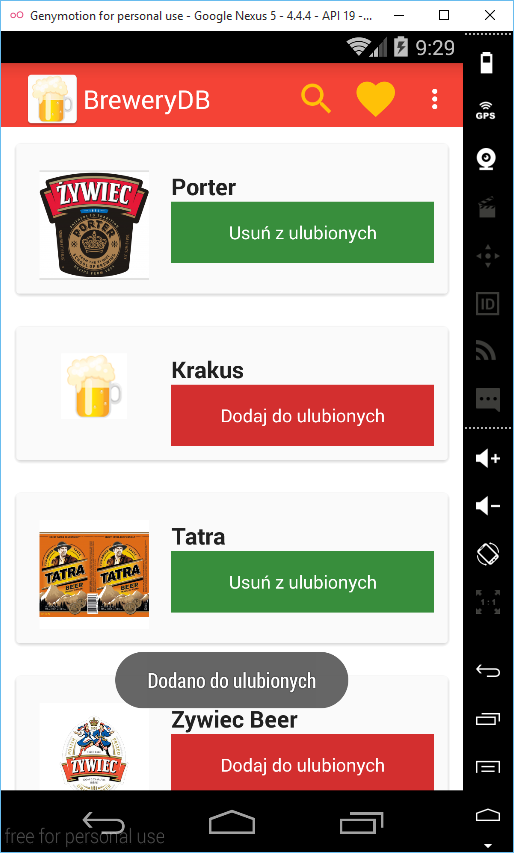 Genymotion for personal use - Google Nexus 5 - 4.4.4 - API 19 -...
9:29
BreweryDB
GPS
ŻYWIEC
PORTER
Porter
Usuń z ulubionych
ID
Krakus
Dodaj do ulubionych
TATRA
BEER
TATRA
BEER
Tatra
Usuń z ulubionych
1:1
Dodano do ulubionych
ŻYWIEC
Zywiec Beer
Dodaj do ulubionych
free for personal use